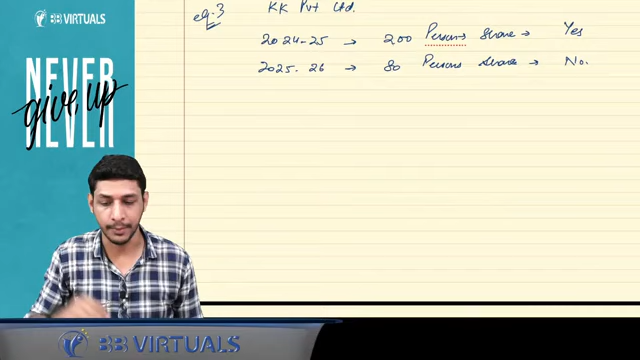 BB VIRTUALS
NEVER
give up
NEVER
eg.3 KK Pvt Ltd.
2024-25 → 200 Persons Share → Yes
2025-26 → 80 Persons Share → No.
BB VIRTUALS